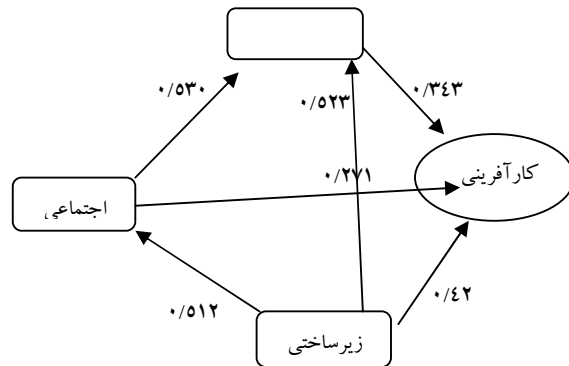 ۰/۵۳۰
۰/۵۲۳
۰/۳۴۳
کارآفرینی
۰/۲۷۱
اجتماعی
۰/۵۱۲
۰/۴۲
زیرساختی